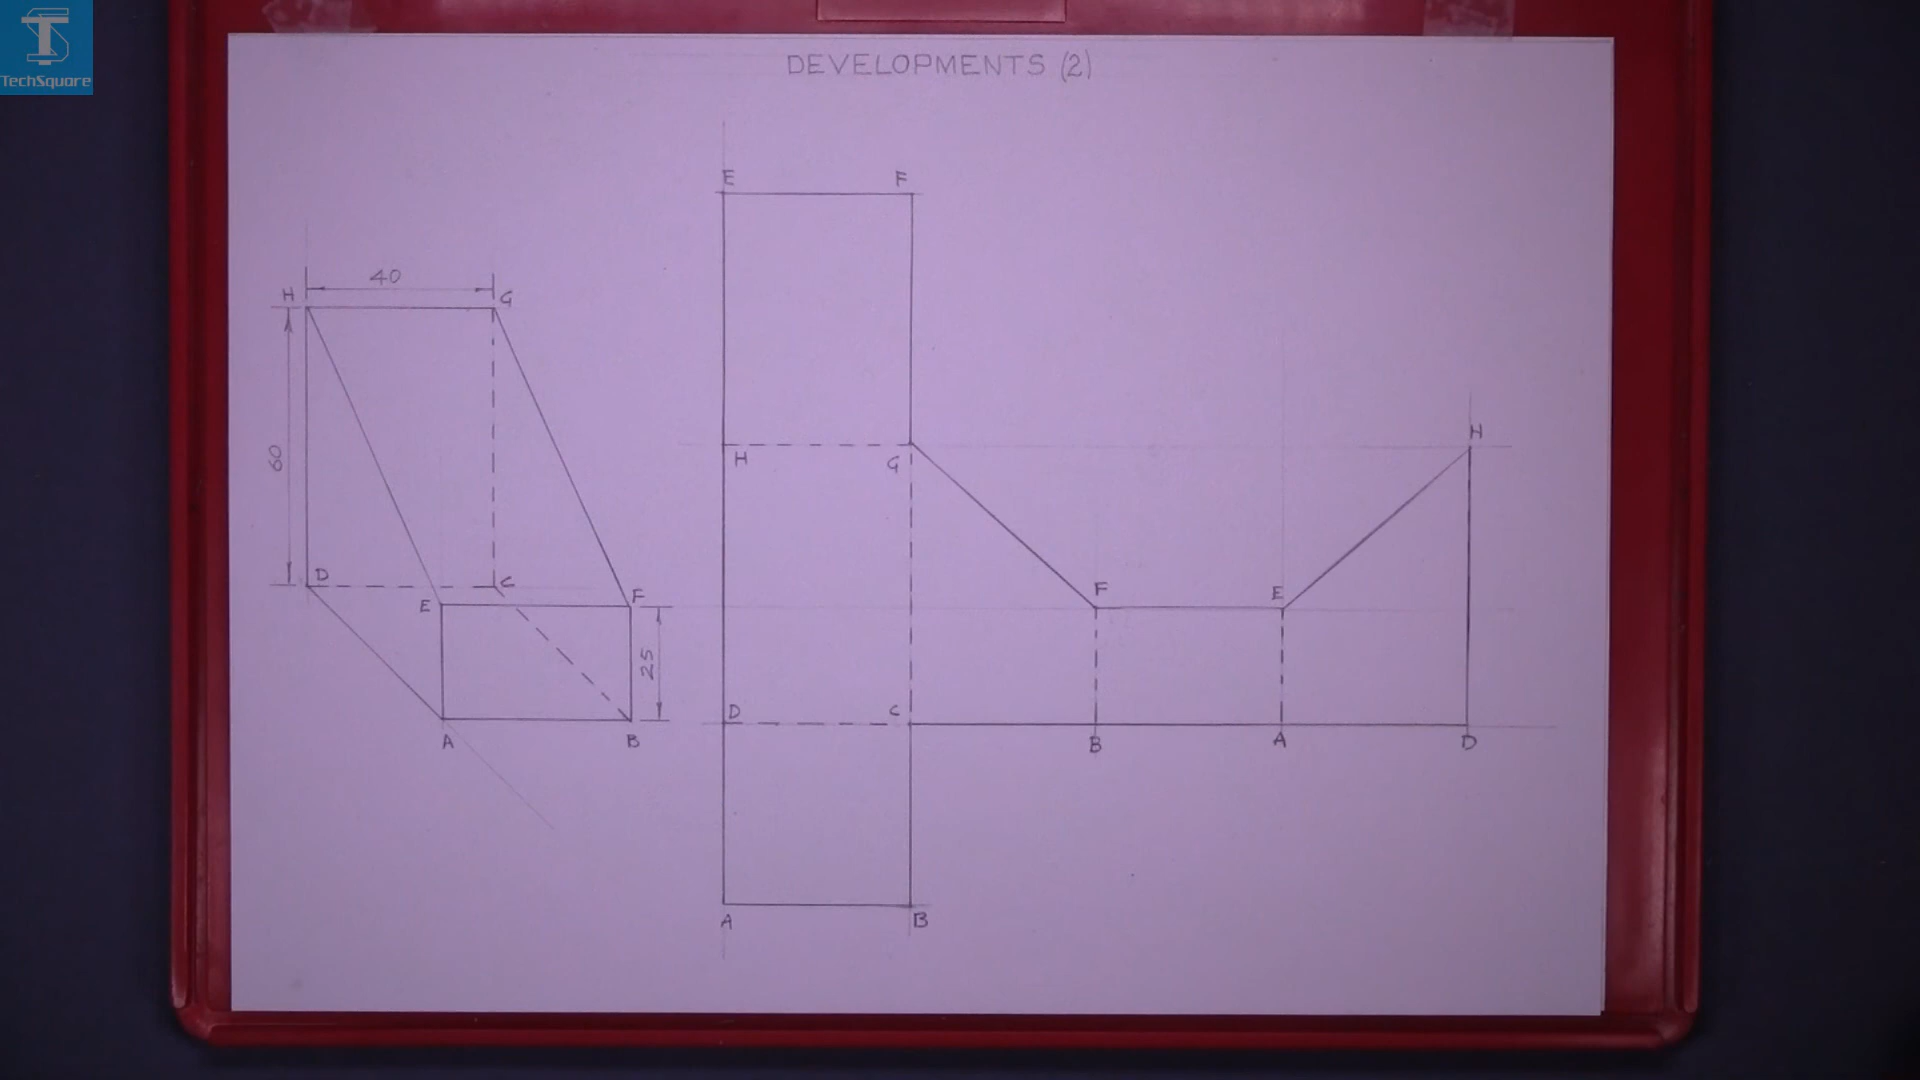 TechSquare
DEVELOPMENTS (2)
E F
40
H G
H
H G
60
D C
F E
E F
25
D C
A B
B A D
A B